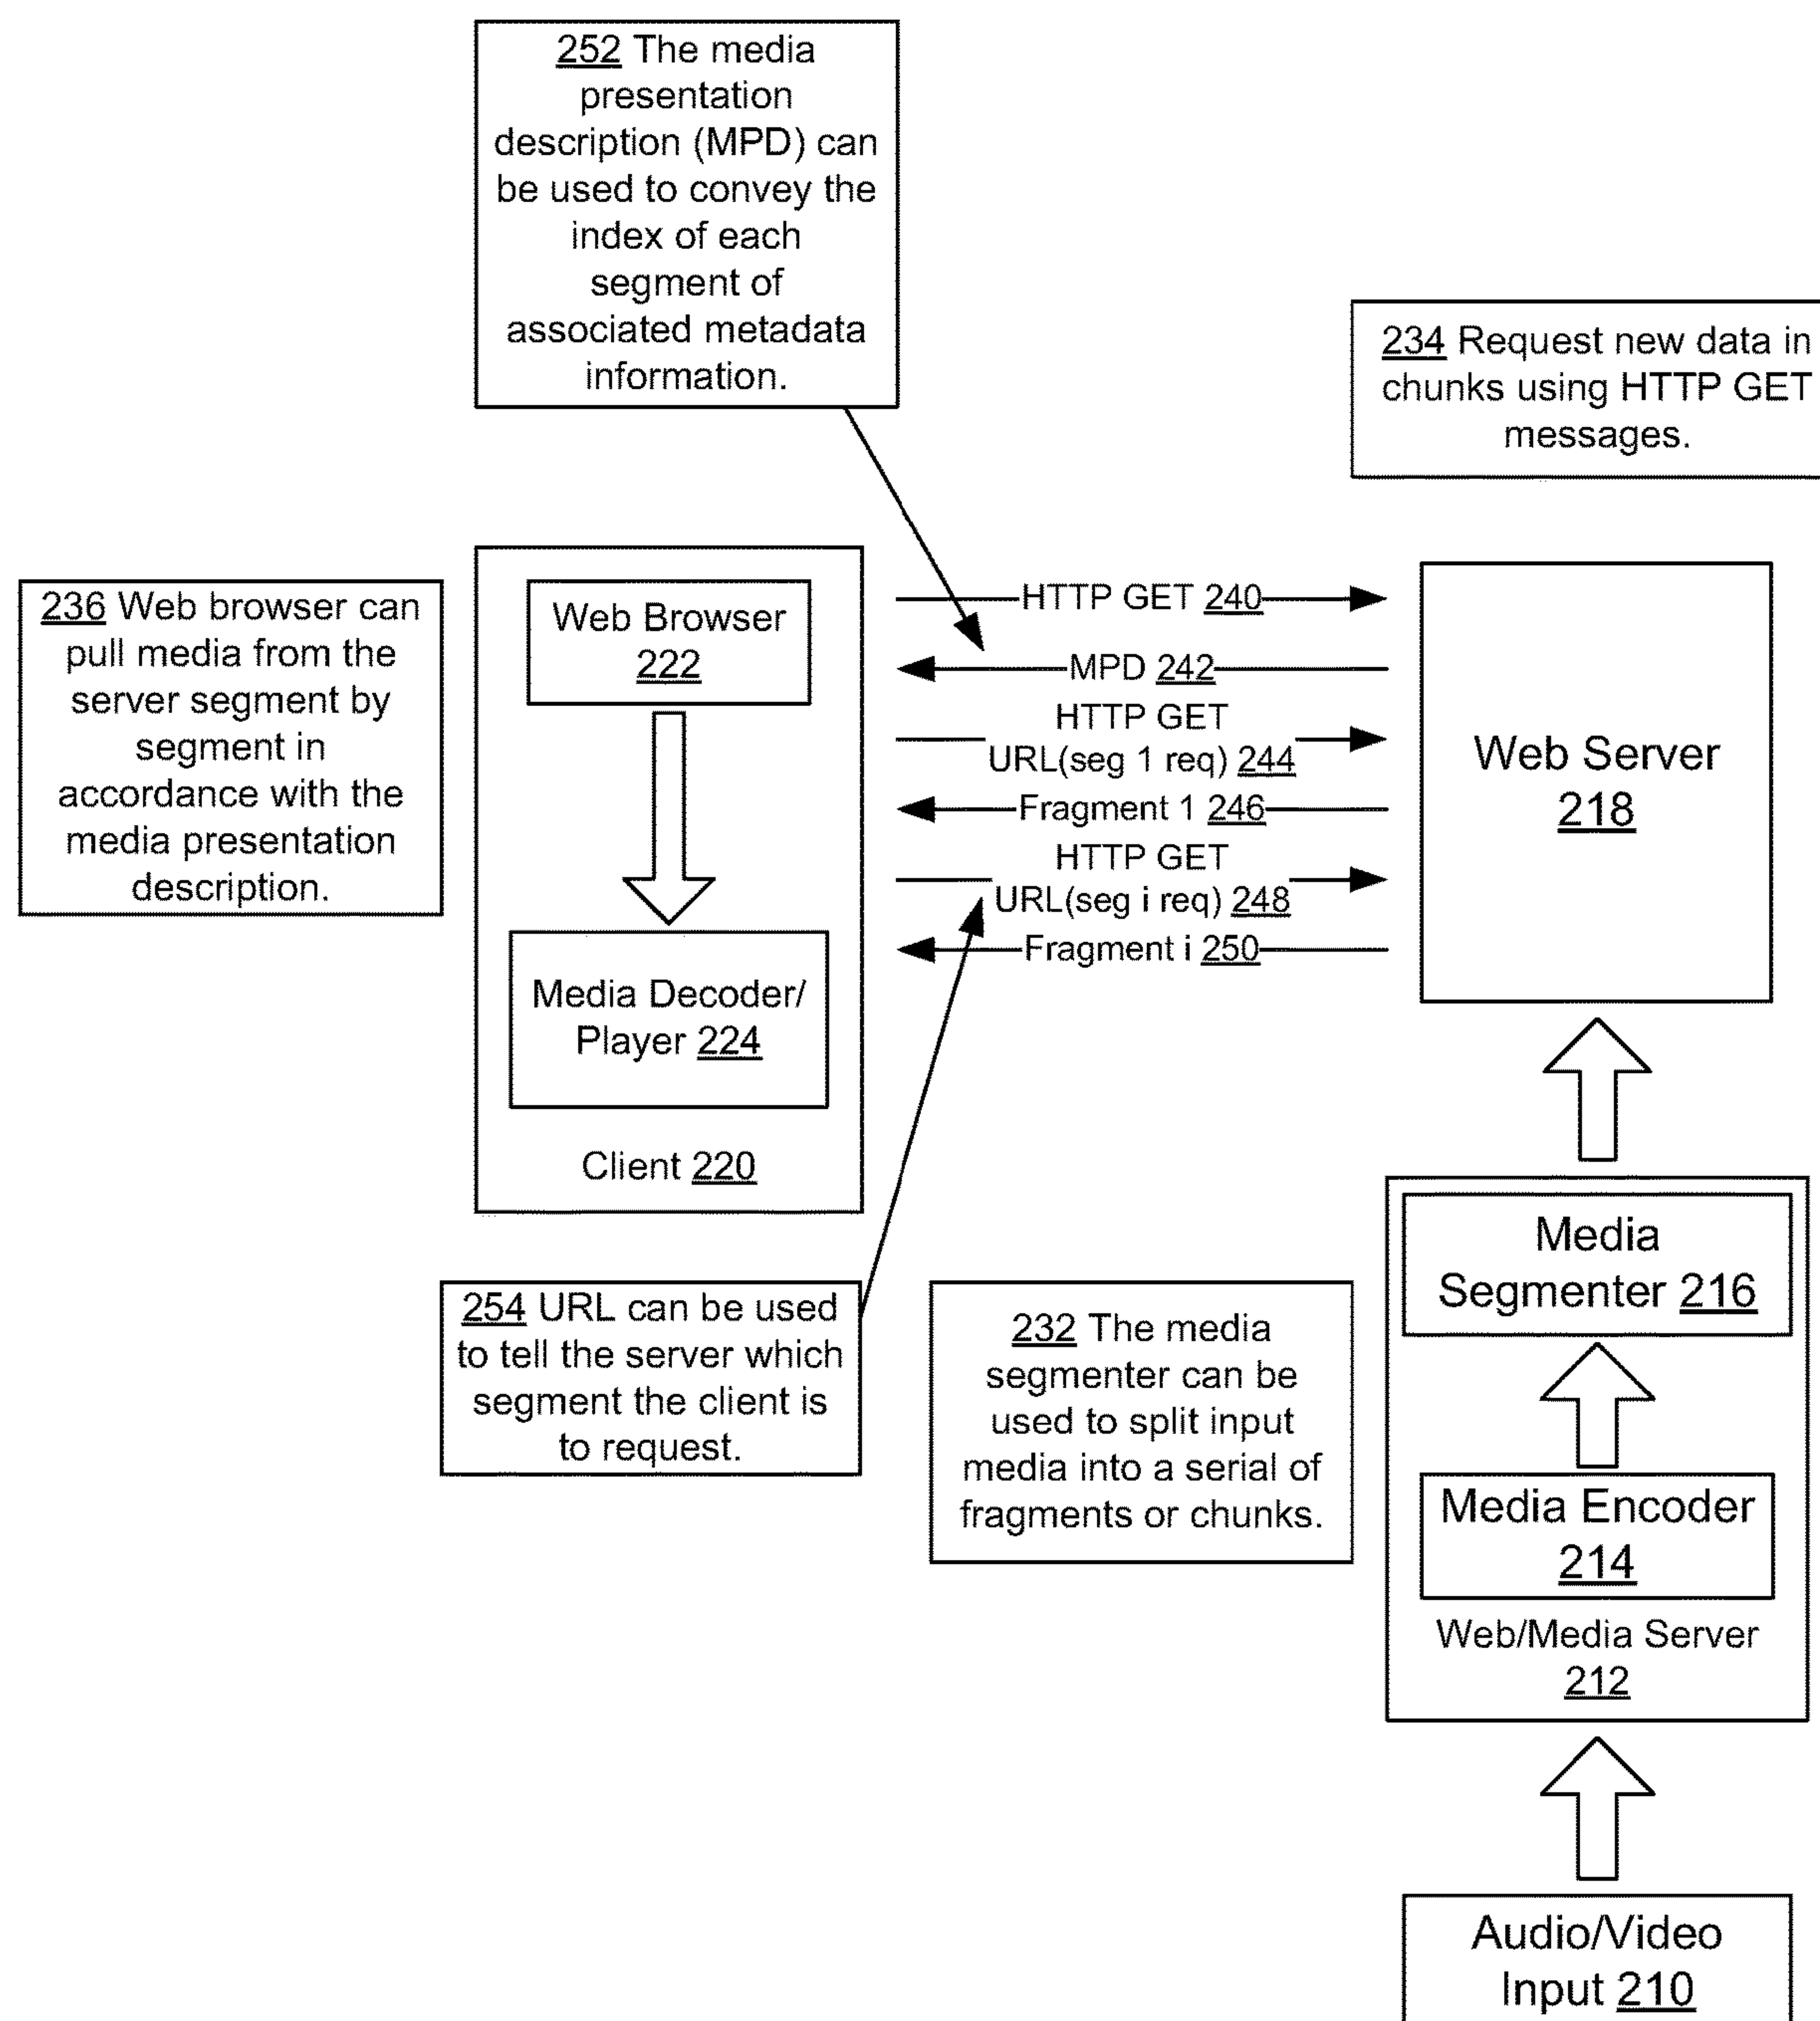 252 The media
presentation
description (MPD) can
be used to convey the
index of each
segment of
associated metadata
information.
234 Request new data in
chunks using HTTP GET
messages.
236 Web browser can
pull media from the
server segment by
segment in
accordance with the
media presentation
description.
Web Browser
222
Media Decoder/
Player 224
Client 220
HTTP GET 240
MPD 242
HTTP GET
URL(seg 1 req) 244
Fragment 1 246
HTTP GET
URL(seg i req) 248
Fragment i 250
Web Server
218
254 URL can be used
to tell the server which
segment the client is
to request.
232 The media
segmenter can be
used to split input
media into a serial of
fragments or chunks.
Media
Segmenter 216
Media Encoder
214
Web/Media Server
212
Audio/Video
Input 210